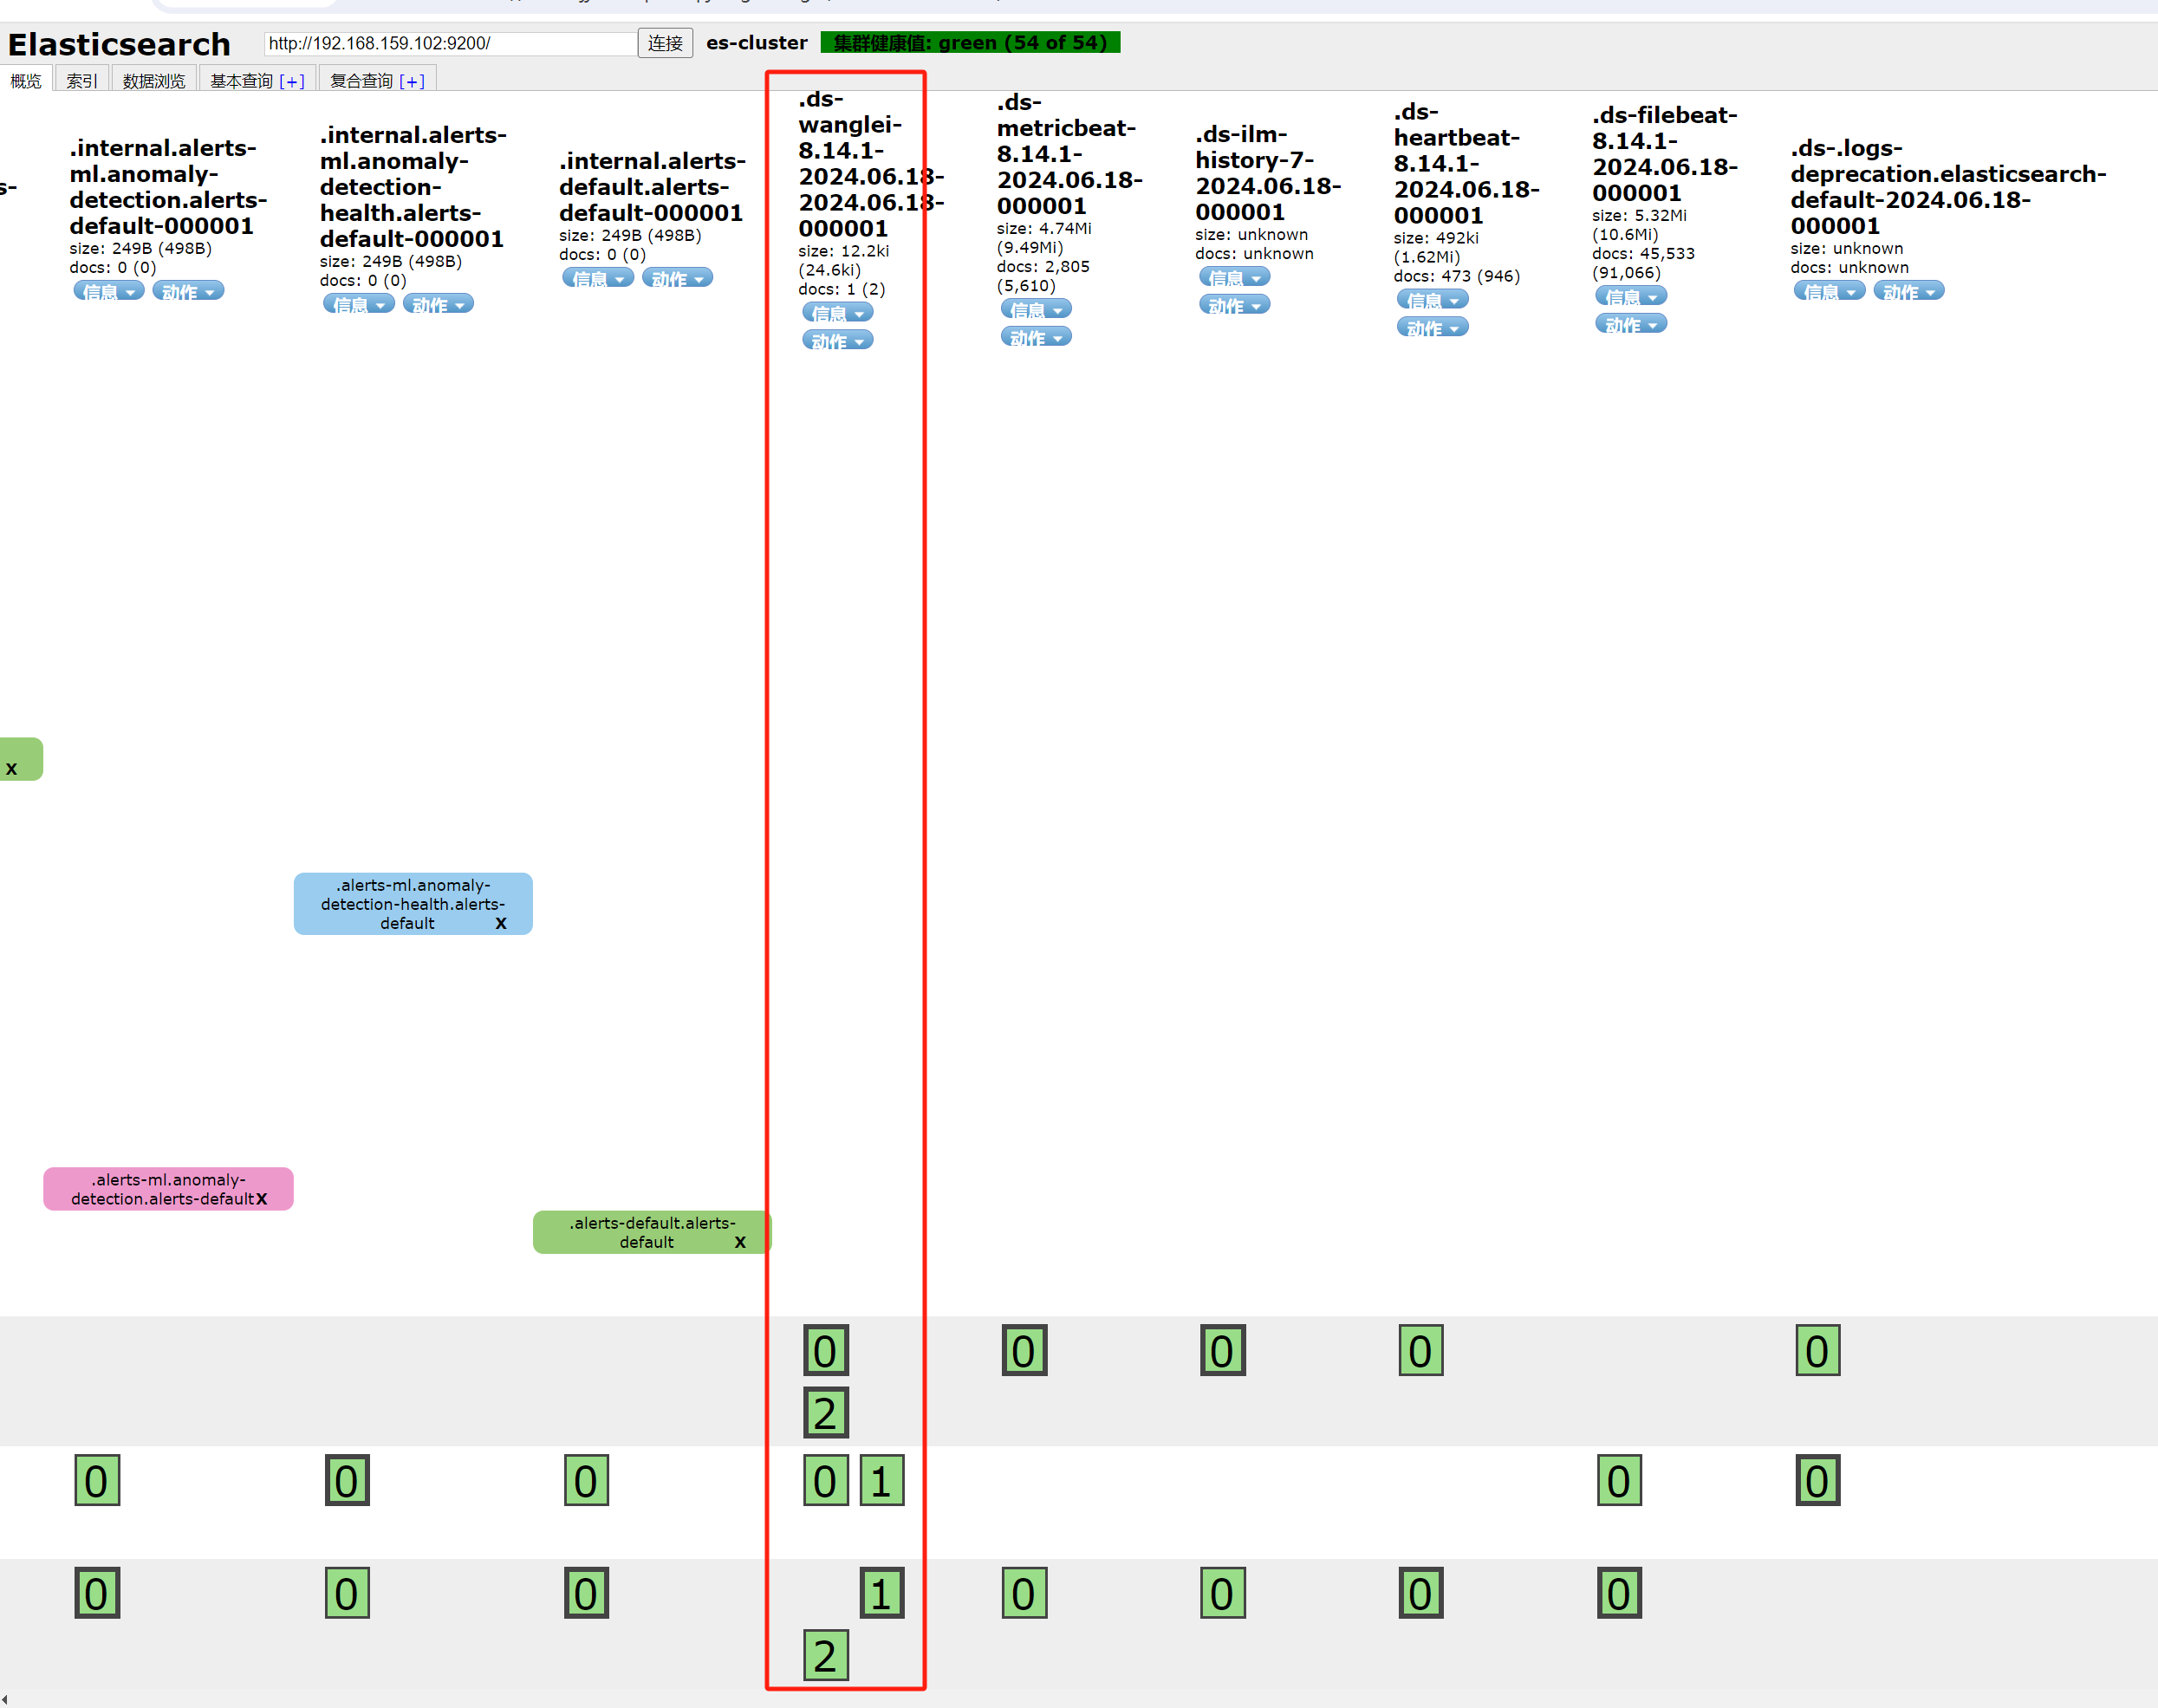 Elasticsearch
http://192.168.159.102:9200/
连接
es-cluster
集群健康值: green (54 of 54)
概览
索引
数据浏览
基本查询 [+]
复合查询 [+]
s-
.internal.alerts-
ml.anomaly-
detection.alerts-
default-000001
size: 249B (498B)
docs: 0 (0)
信息
动作
.internal.alerts-
ml.anomaly-
detection-
health.alerts-
default-000001
size: 249B (498B)
docs: 0 (0)
信息
动作
.internal.alerts-
default.alerts-
default-000001
size: 249B (498B)
docs: 0 (0)
信息
动作
.ds-
wanglei-
8.14.1-
2024.06.18-
2024.06.18-
000001
size: 12.2ki
(24.6ki)
docs: 1 (2)
信息
动作
.ds-
metricbeat-
8.14.1-
2024.06.18-
000001
size: 4.74Mi
(9.49Mi)
docs: 2,805
(5,610)
信息
动作
.ds-ilm-
history-7-
2024.06.18-
000001
size: unknown
docs: unknown
信息
动作
.ds-
heartbeat-
8.14.1-
2024.06.18-
000001
size: 492ki
(1.62Mi)
docs: 473 (946)
信息
动作
.ds-filebeat-
8.14.1-
2024.06.18-
000001
size: 5.32Mi
(10.6Mi)
docs: 45,533
(91,066)
信息
动作
.ds-.logs-
deprecation.elasticsearch-
default-2024.06.18-
000001
size: unknown
docs: unknown
信息
动作
X
.alerts-ml.anomaly-
detection-health.alerts-
default X
.alerts-ml.anomaly-
detection.alerts-default X
.alerts-default.alerts-
default X
0 0 0 0 0
2
0 0 0 0 1 0 0
0 0 0 1 0 0 0 0
2